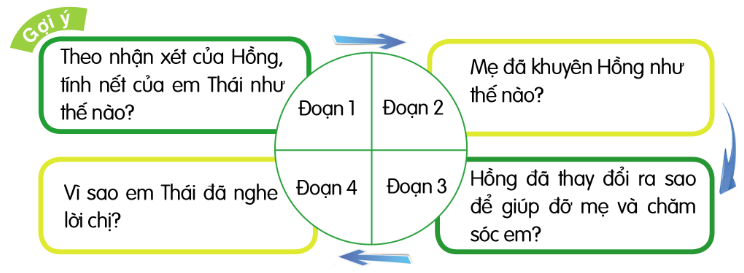 Gợi ý
Theo nhận xét của Hồng,
tính nết của em Thái như
thế nào?
Đoạn 1
Đoạn 2
Mẹ đã khuyên Hồng như
thế nào?
Vì sao em Thái đã nghe
lời chị?
Đoạn 4
Đoạn 3
Hồng đã thay đổi ra sao
để giúp đỡ mẹ và chăm
sóc em?